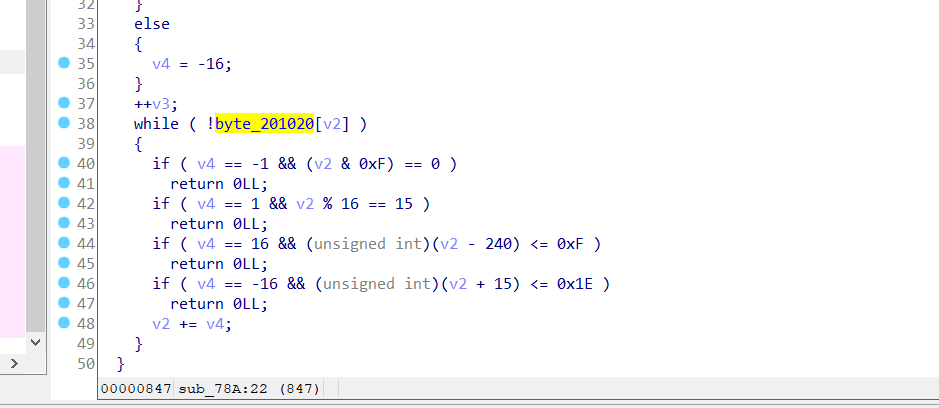 32 }
33 else
34 {
35 v4 = -16;
36 }
37 ++v3;
38 while ( !byte_201020[v2] )
39 {
40 if ( v4 == -1 && (v2 & 0xF) == 0 )
41 return 0LL;
42 if ( v4 == 1 && v2 % 16 == 15 )
43 return 0LL;
44 if ( v4 == 16 && (unsigned int)(v2 - 240) <= 0xF )
45 return 0LL;
46 if ( v4 == -16 && (unsigned int)(v2 + 15) <= 0x1E )
47 return 0LL;
48 v2 += v4;
49 }
50 }
00000847 sub_78A:22 (847)